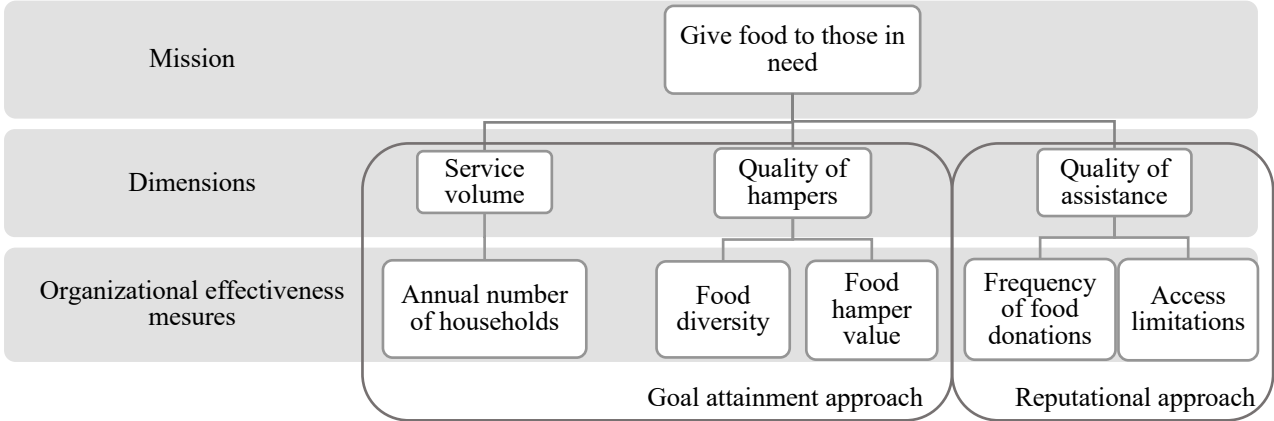 Mission
Give food to those in
need
Dimensions
Service
volume
Quality of
hampers
Quality of
assistance
Organizational effectiveness
mesures
Annual number
of households
Food
diversity
Food
hamper
value
Frequency
of food
donations
Access
limitations
Goal attainment approach
Reputational approach